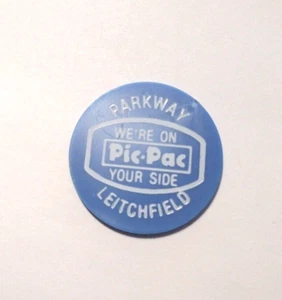 PARKWAY
WE'RE ON
Pic-Pac
YOUR SIDE
LEITCHFIELD